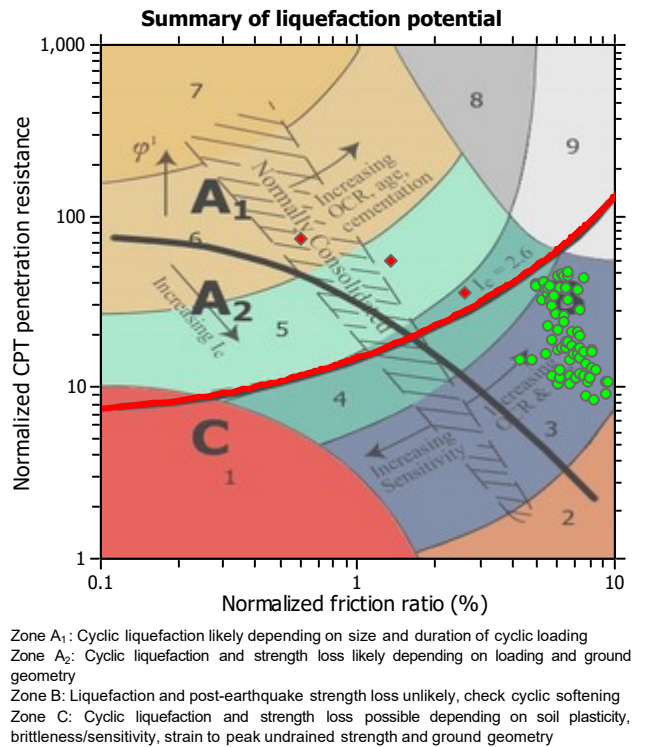 Summary of liquefaction potential
1,000
7
8
9
φ'
Increasing
OCR, age,
cementation
Normally Consolidated
A1
100
6
Ic = 2.6
A2
Increasing Ic
5
10
4
Increasing
OCR &
3
C
1
Increasing
Sensitivity
2
1
0.1
1
10
Normalized CPT penetration resistance
Normalized friction ratio (%)
Zone A1: Cyclic liquefaction likely depending on size and duration of cyclic loading
Zone A2: Cyclic liquefaction and strength loss likely depending on loading and ground
geometry
Zone B: Liquefaction and post-earthquake strength loss unlikely, check cyclic softening
Zone C: Cyclic liquefaction and strength loss possible depending on soil plasticity,
brittleness/sensitivity, strain to peak undrained strength and ground geometry